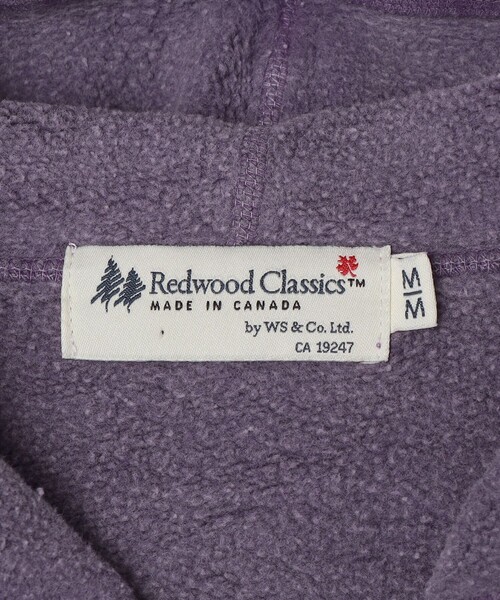 Redwood Classics™
MADE IN CANADA
by WS & Co. Ltd.
CA 19247
M
M